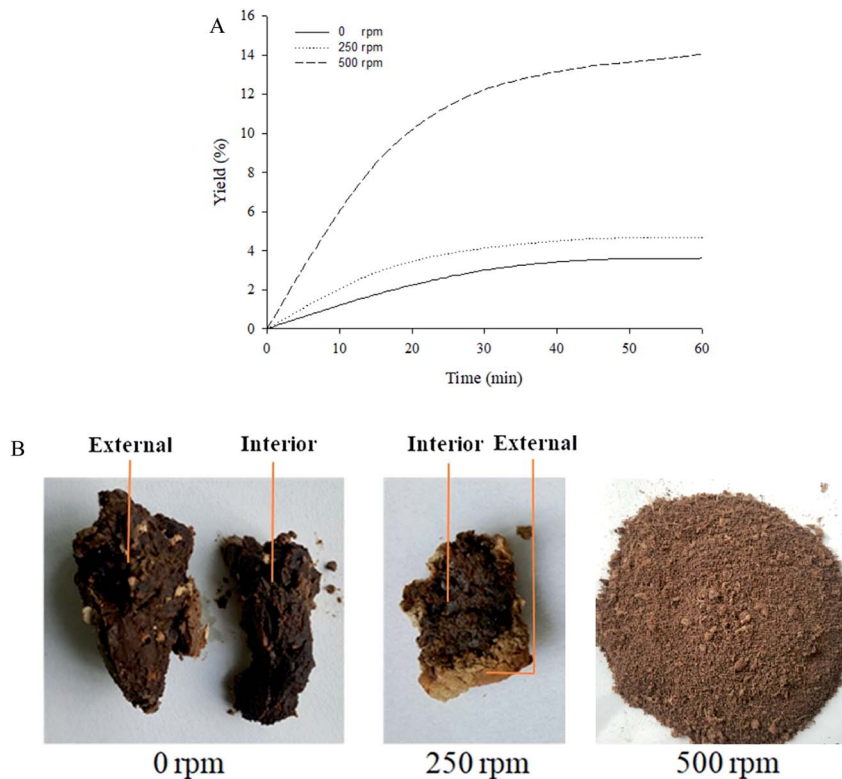 A
16
14
12
10
8
6
4
2
0
Yield (%)
0 rpm
250 rpm
500 rpm
0 10 20 30 40 50 60
Time (min)
B
External Interior Interior External
0 rpm 250 rpm 500 rpm